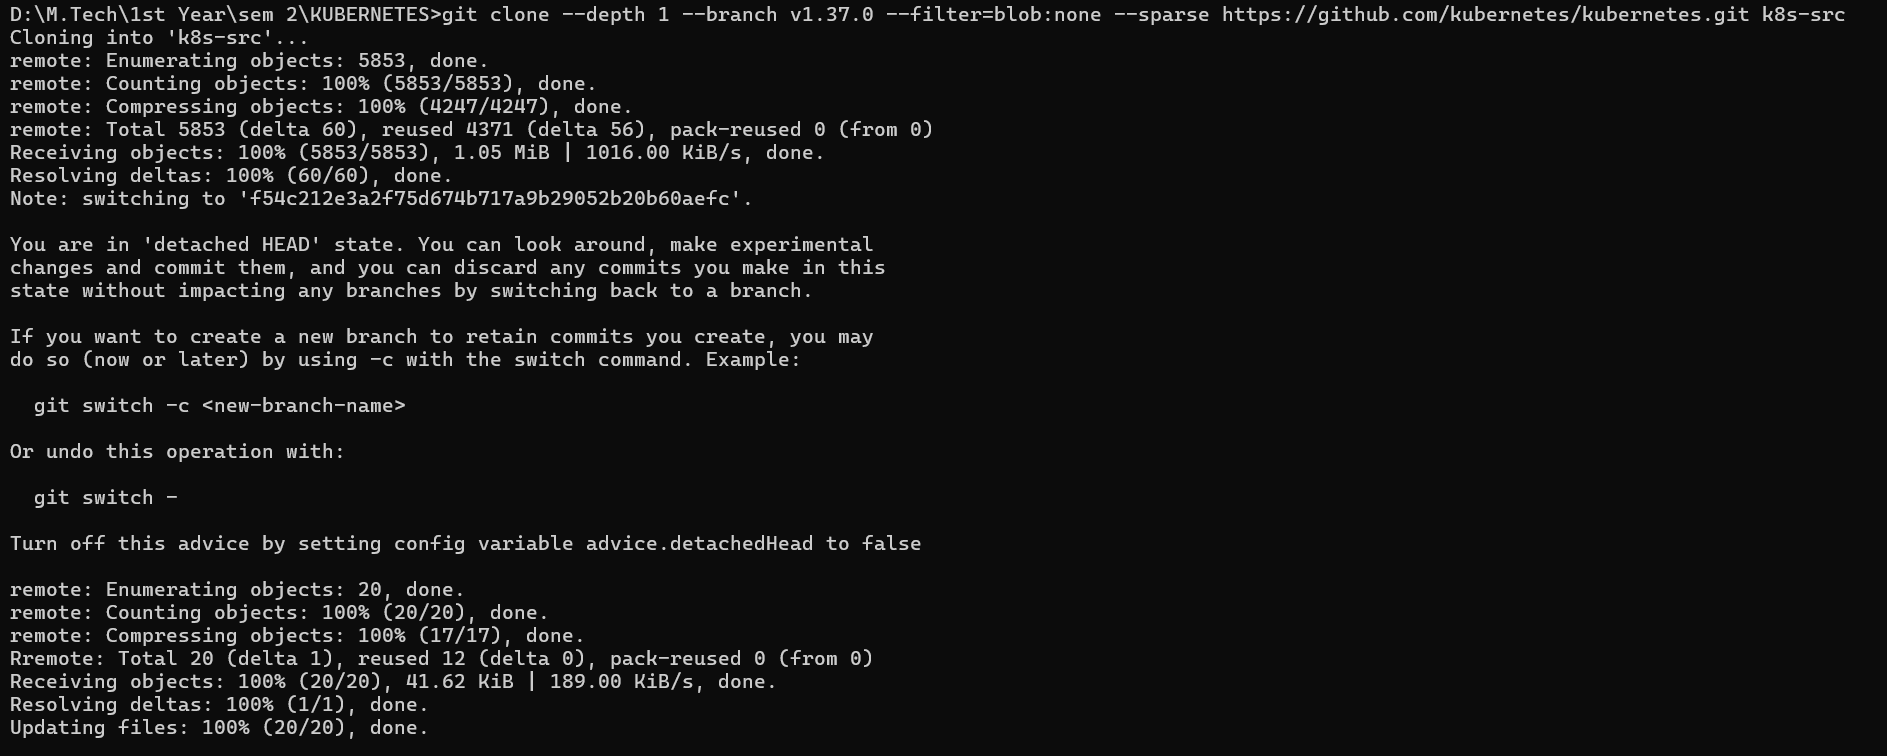 D:\M.Tech\1st Year\sem 2\KUBERNETES>git clone --depth 1 --branch v1.37.0 --filter=blob:none --sparse https://github.com/kubernetes/kubernetes.git k8s-src
Cloning into 'k8s-src'...
remote: Enumerating objects: 5853, done.
remote: Counting objects: 100% (5853/5853), done.
remote: Compressing objects: 100% (4247/4247), done.
remote: Total 5853 (delta 60), reused 4371 (delta 56), pack-reused 0 (from 0)
Receiving objects: 100% (5853/5853), 1.05 MiB | 1016.00 KiB/s, done.
Resolving deltas: 100% (60/60), done.
Note: switching to 'f54c212e3a2f75d674b717a9b29052b20b60aefc'.

You are in 'detached HEAD' state. You can look around, make experimental
changes and commit them, and you can discard any commits you make in this
state without impacting any branches by switching back to a branch.

If you want to create a new branch to retain commits you create, you may
do so (now or later) by using -c with the switch command. Example:

  git switch -c <new-branch-name>

Or undo this operation with:

  git switch -

Turn off this advice by setting config variable advice.detachedHead to false

remote: Enumerating objects: 20, done.
remote: Counting objects: 100% (20/20), done.
remote: Compressing objects: 100% (17/17), done.
Rremote: Total 20 (delta 1), reused 12 (delta 0), pack-reused 0 (from 0)
Receiving objects: 100% (20/20), 41.62 KiB | 189.00 KiB/s, done.
Resolving deltas: 100% (1/1), done.
Updating files: 100% (20/20), done.